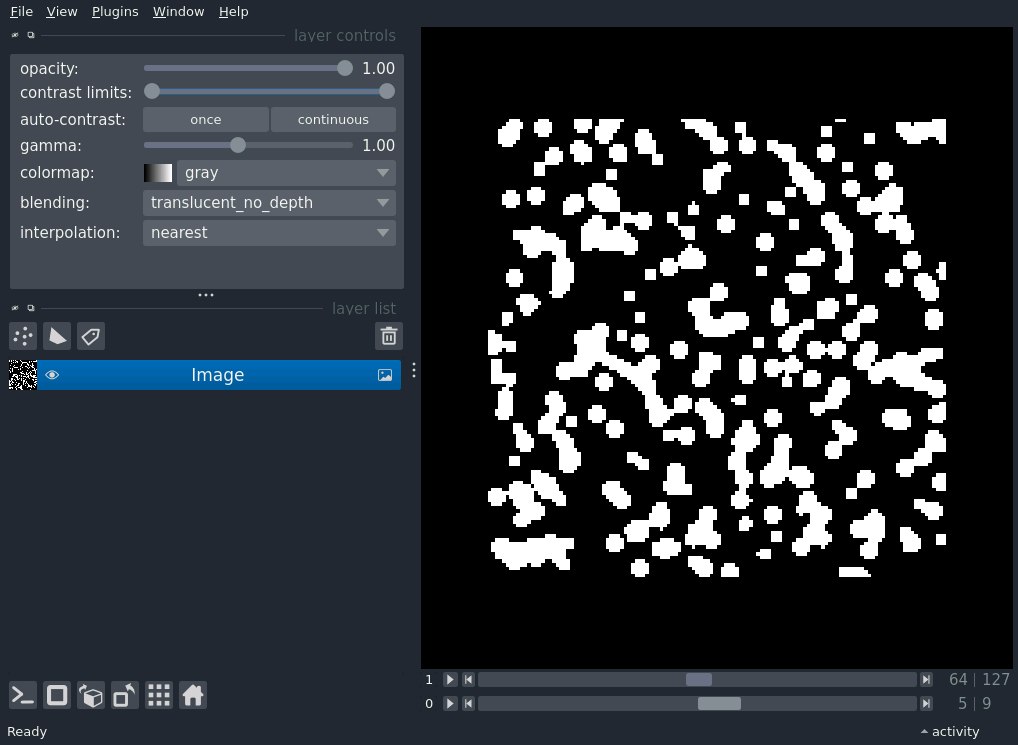 File View Plugins Window Help
layer controls
opacity: 1.00
contrast limits:
auto-contrast: once continuous
gamma: 1.00
colormap: gray
blending: translucent_no_depth
interpolation: nearest
layer list
Image
1 64 | 127
0 5 | 9
Ready activity